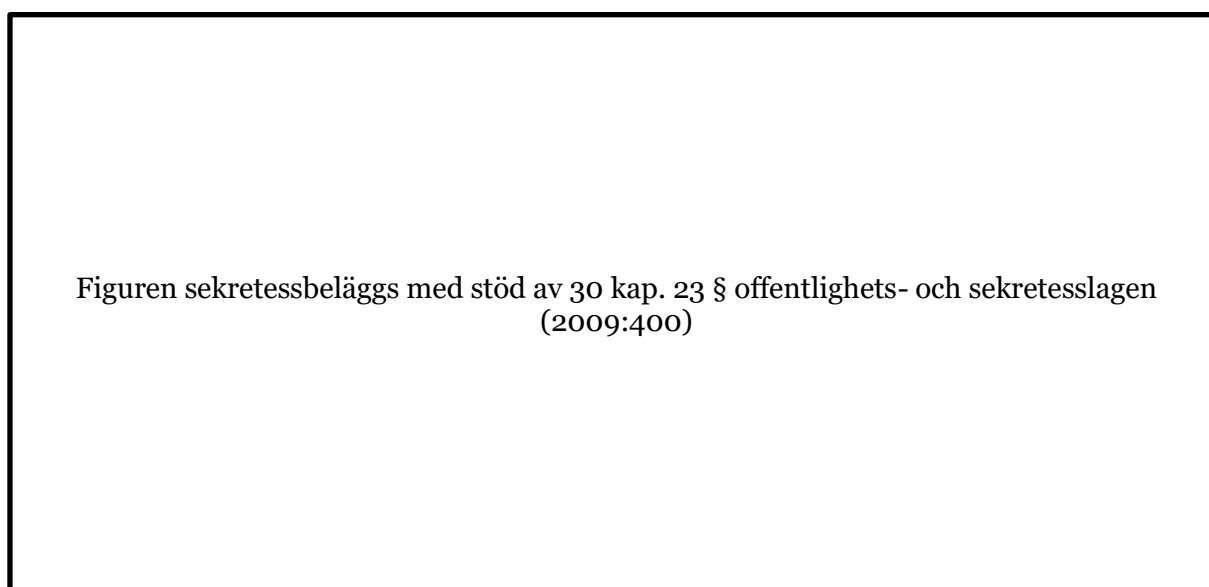 Figuren sekretessbeläggs med stöd av 30 kap. 23 § offentlighets- och sekretesslagen
(2009:400)